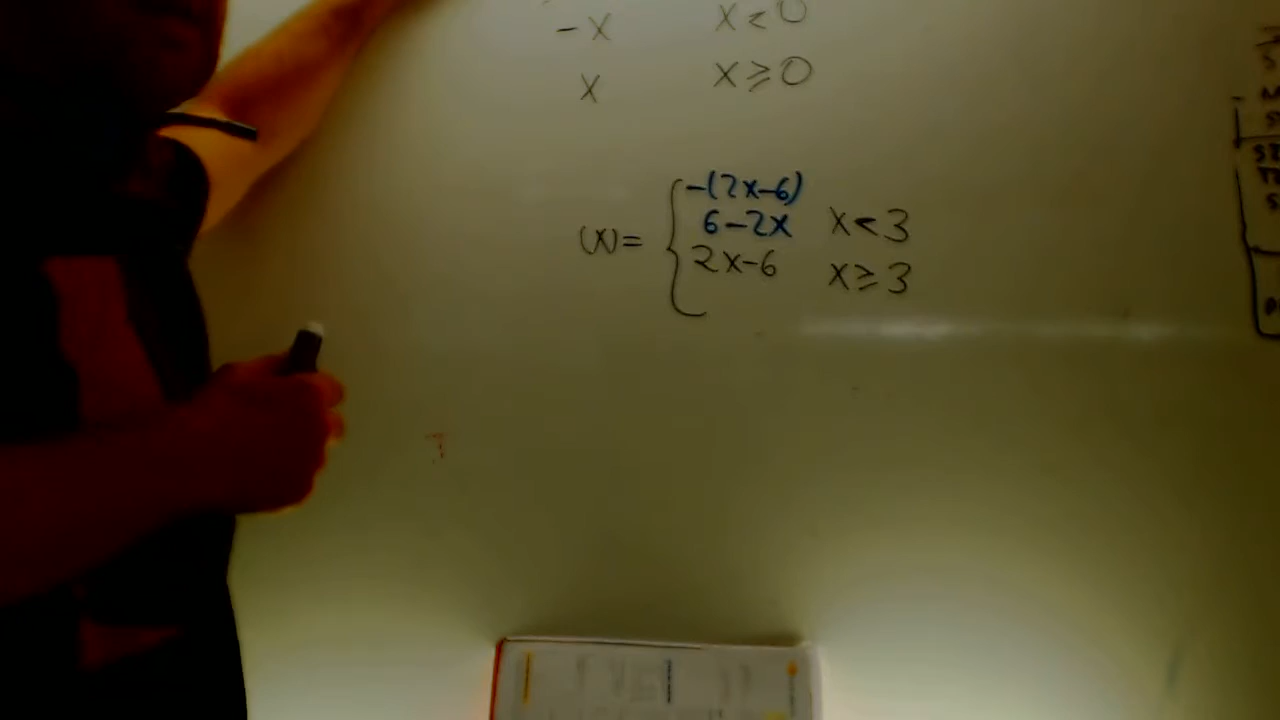 -x x<0
x x≥0
-(2x-6)
(x)= 6-2x x<3
2x-6 x≥3